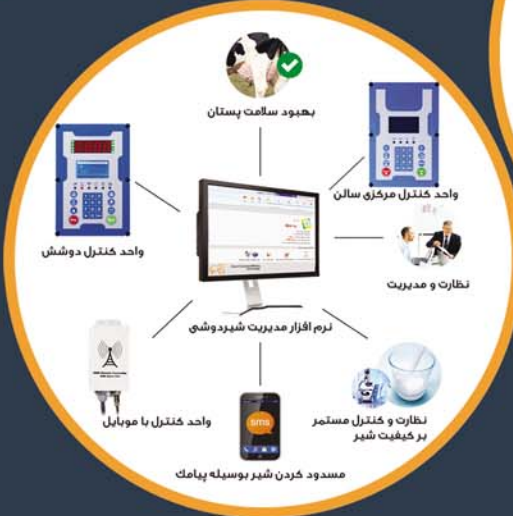 بهبود سلامت پستان
واحد کنترل مرکزی سالن
واحد کنترل دوشش
نظارت و مدیریت
نرم افزار مدیریت شیردوشی
واحد کنترل با موبایل
sms
نظارت و کنترل مستمر
بر کیفیت شیر
مسدود کردن شیر بوسیله پیامک